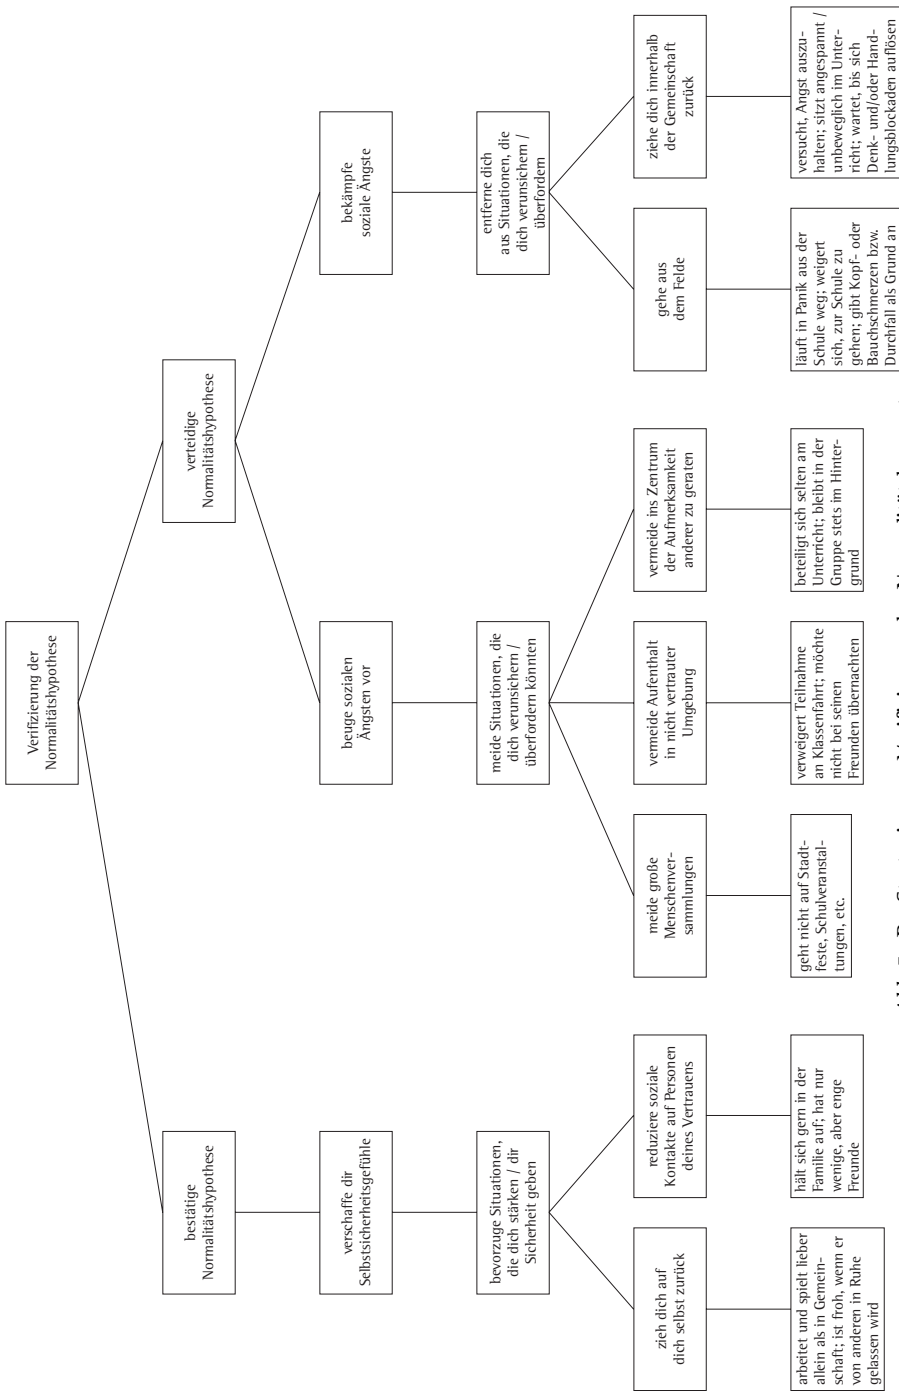 Verifizierung der
Normalitätshypothese
bestätige
Normalitätshypothese
verteidige
Normalitätshypothese
verschaffe dir
Selbstsicherheitsgefühle
beuge sozialen
Ängsten vor
bekämpfe
soziale Ängste
bevorzuge Situationen,
die dich stärken / dir
Sicherheit geben
meide Situationen, die
dich verunsichern /
überfordern könnten
entferne dich
aus Situationen, die
dich verunsichern /
überfordern
zieh dich auf
dich selbst zurück
reduziere soziale
Kontakte auf Personen
deines Vertrauens
meide große
Menschenver-
sammlungen
vermeide Aufenthalt
in nicht vertrauter
Umgebung
vermeide ins Zentrum
der Aufmerksamkeit
anderer zu geraten
gehe aus
dem Felde
ziehe dich innerhalb
der Gemeinschaft
zurück
arbeitet und spielt lieber
allein als in Gemein-
schaft; ist froh, wenn er
von anderen in Ruhe
gelassen wird
hält sich gern in der
Familie auf; hat nur
wenige, aber enge
Freunde
geht nicht auf Stadt-
feste, Schulveranstal-
tungen, etc.
verweigert Teilnahme
an Klassenfahrt; möchte
nicht bei seinen
Freunden übernachten
beteiligt sich selten am
Unterricht; bleibt in der
Gruppe stets im Hinter-
grund
läuft in Panik aus der
Schule weg; weigert
sich, zur Schule zu
gehen; gibt Kopf- oder
Bauchschmerzen bzw.
Durchfall als Grund an
versucht, Angst auszu-
halten; sitzt angespannt /
unbeweglich im Unter-
richt; wartet, bis sich
Denk- und/oder Hand-
lungsblockaden auflösen